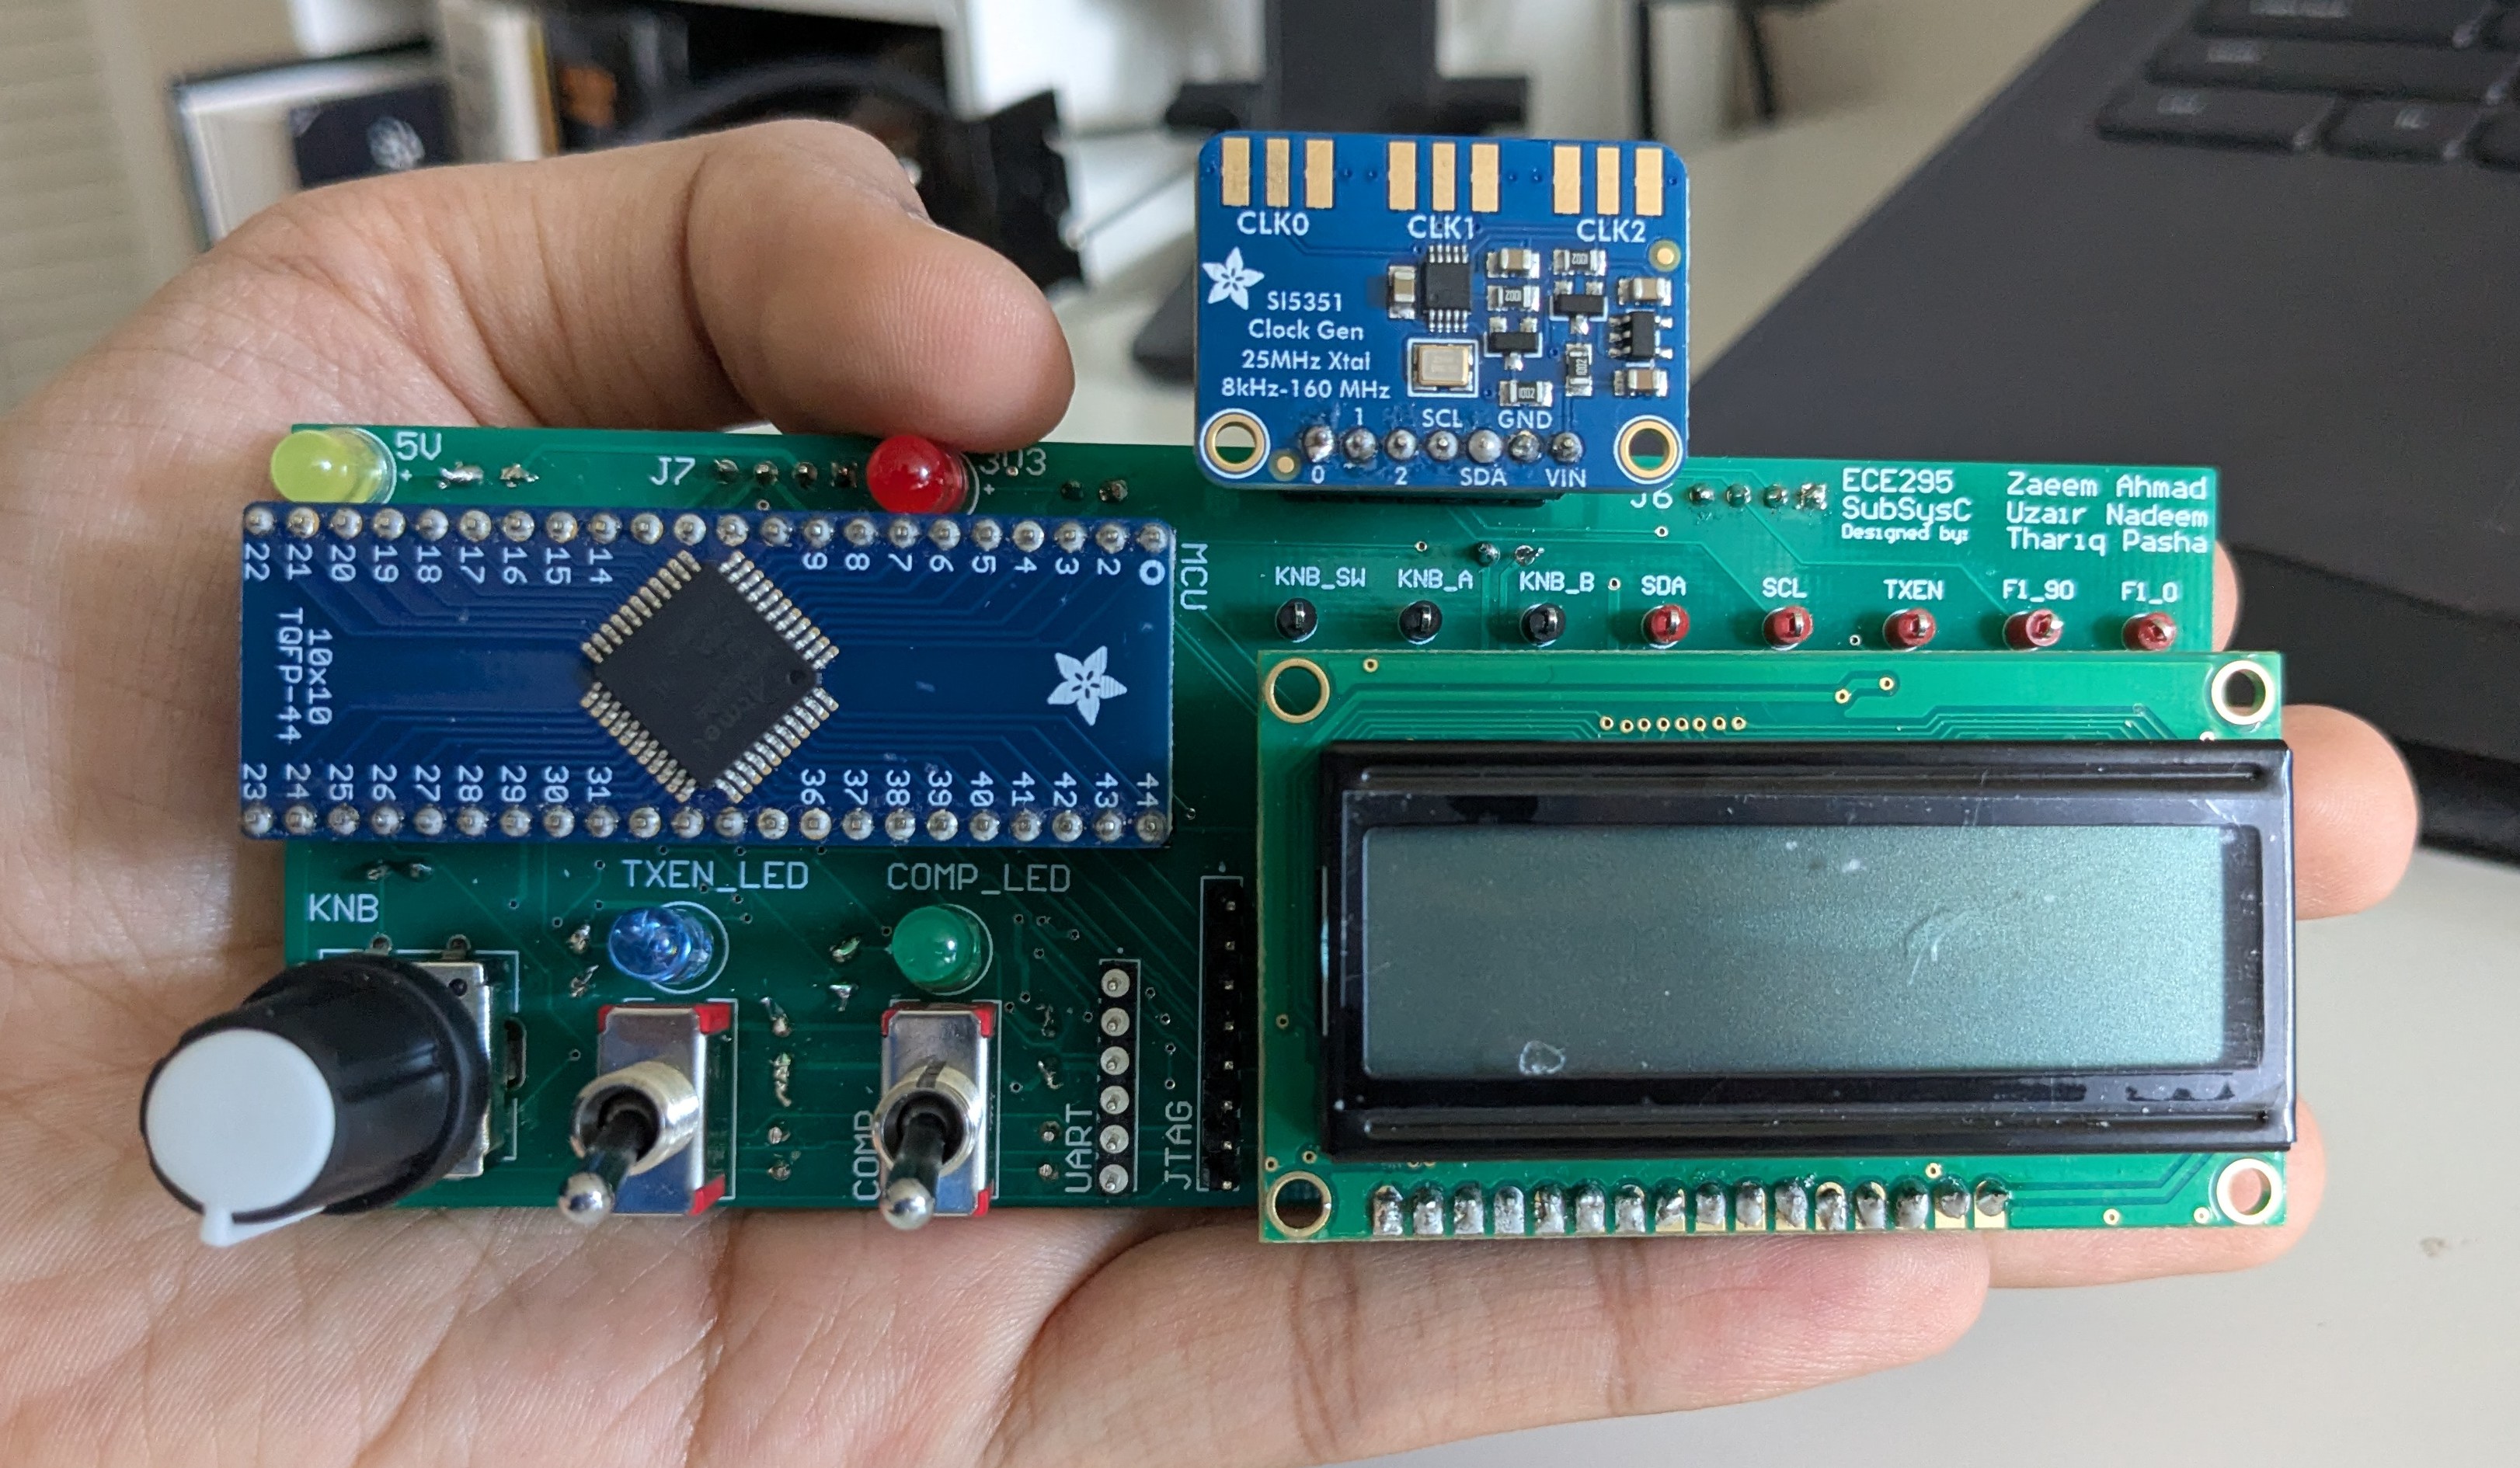 CLK0 CLK1 CLK2
SI5351
Clock Gen
25MHz Xtal
8kHz-160 MHz
1 SCL GND
0 2 SDA VIN
5V
J7
3V3
J6
ECE295
SubSysC
Designed by:
Zaeem Ahmad
Uzair Nadeem
Thariq Pasha
KNB_SW KNB_A KNB_B SDA SCL TXEN F1_90 F1_0
MCU
22 21 20 19 18 17 16 15 14 9 8 7 6 5 4 3 2
10x10
TQFP-44
Atmel
23 24 25 26 27 28 29 30 31 36 37 38 39 40 41 42 43 44
TXEN_LED COMP_LED
KNB
COMP
UART
JTAG